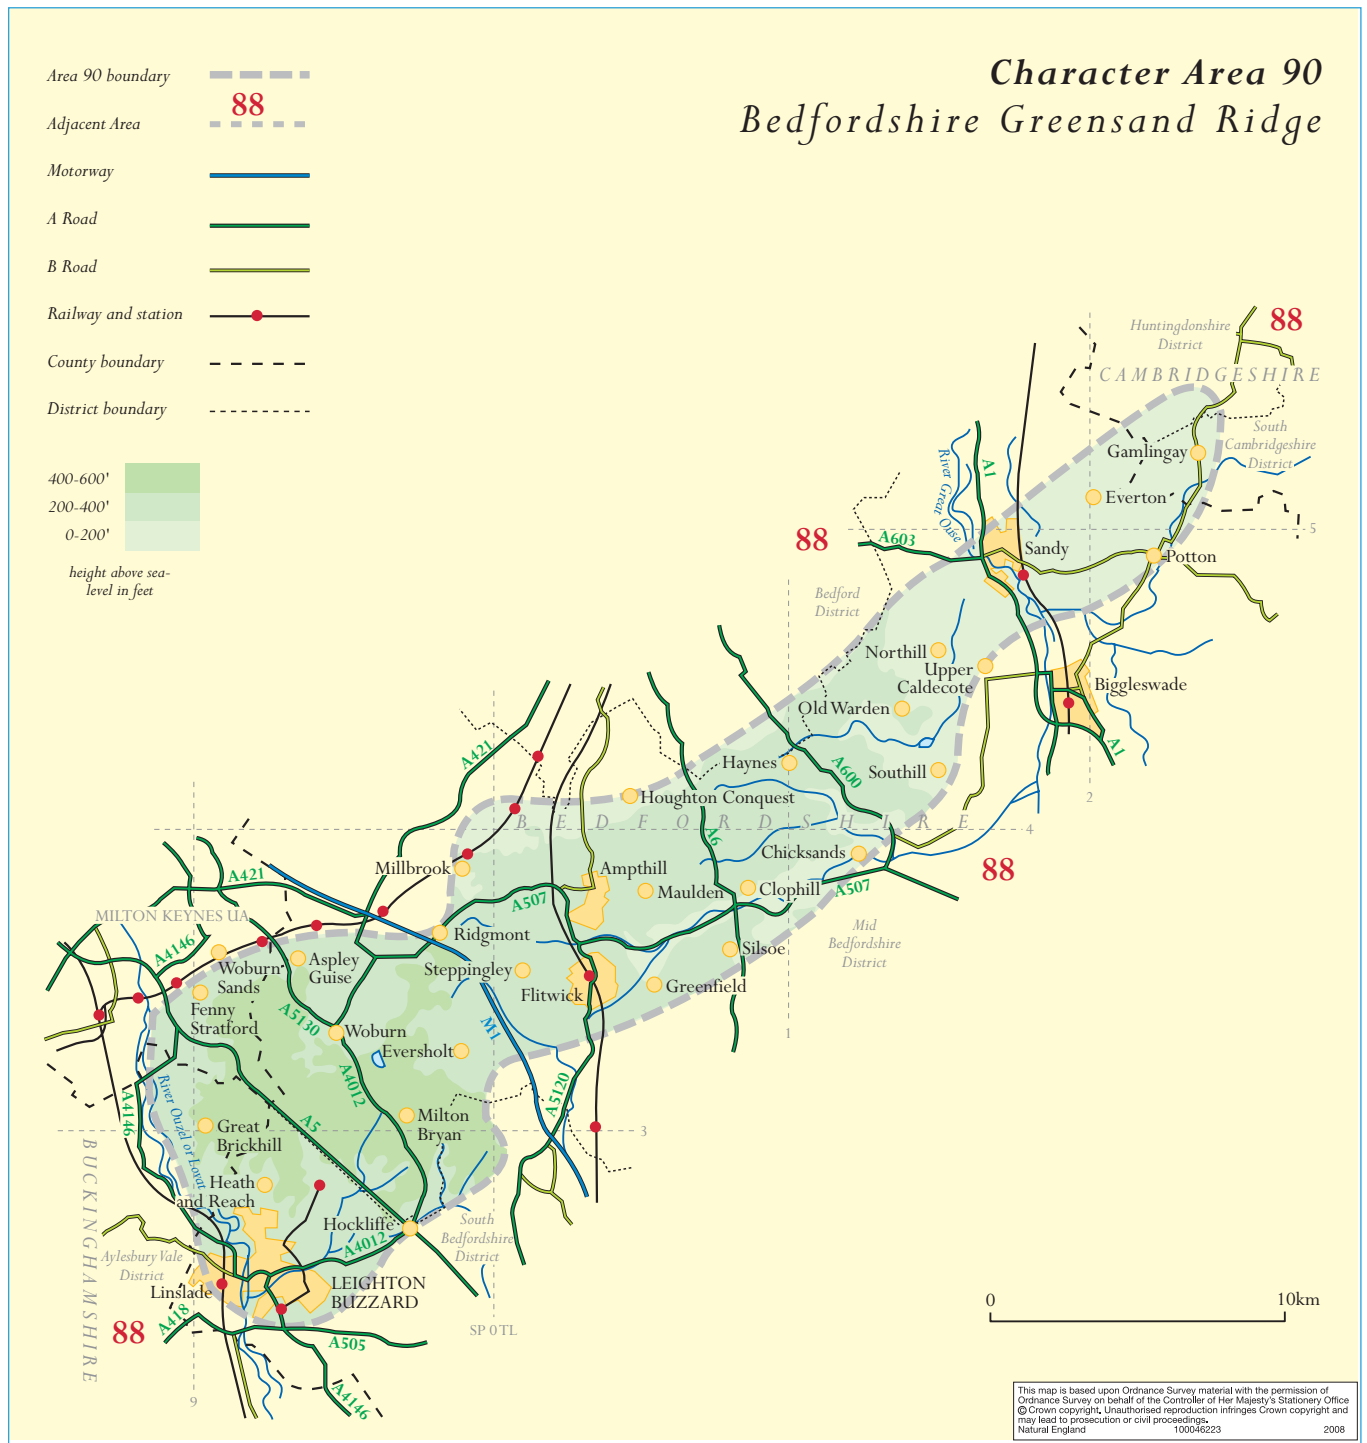 Character Area 90
Bedfordshire Greensand Ridge
Area 90 boundary
88
Adjacent Area
Motorway
A Road
B Road
Railway and station
County boundary
District boundary
400-600'
200-400'
0-200'
height above sea-
level in feet
88
Huntingdonshire
District
CAMBRIDGESHIRE
South
Cambridgeshire
District
Gamlingay
A1
River Great Ouse
Everton
5
88
A603
Sandy
Potton
Bedford
District
Northill
Upper
Caldecote
Biggleswade
Old Warden
A1
A421
Haynes
A600
Southill
2
Houghton Conquest
BEDFORDSHIRE
4
A6
Millbrook
Chicksands
88
Ampthill
A421
Maulden
Clophill
A507
A507
MILTON KEYNES UA
Mid
Bedfordshire
District
Ridgmont
A4146
Silsoe
Woburn
Sands
Aspley
Guise
Steppingley
Flitwick
Greenfield
Fenny
Stratford
A5130
Woburn
M1
1
Eversholt
A4012
A5120
A4146
River Ouzel or Lovat
A5
Milton
Bryan
Great
Brickhill
3
BUCKINGHAMSHIRE
Heath
and Reach
Hockliffe
South
Bedfordshire
District
A4012
Aylesbury Vale
District
Linslade
LEIGHTON
BUZZARD
0
10km
88
A418
SP 0 TL
A505
A4146
9
This map is based upon Ordnance Survey material with the permission of
Ordnance Survey on behalf of the Controller of Her Majesty's Stationery Office
© Crown copyright. Unauthorised reproduction infringes Crown copyright and
may lead to prosecution or civil proceedings.
Natural England 100046223 2008